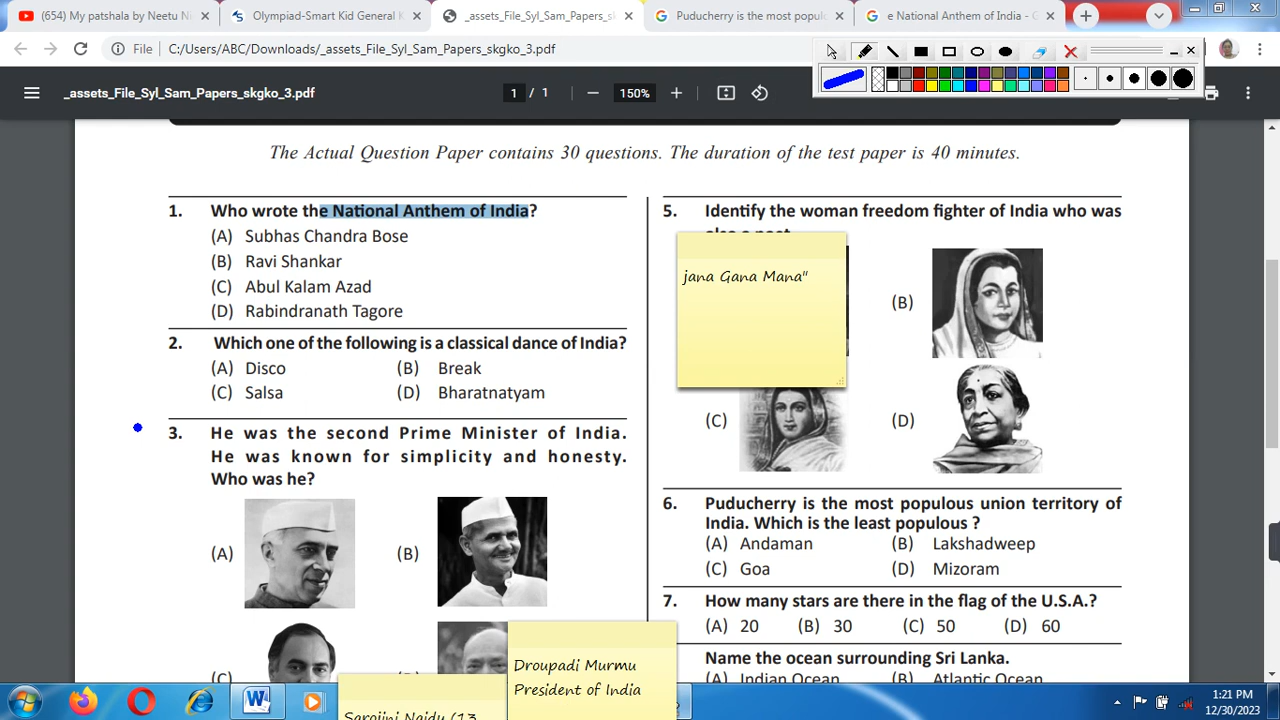 (654) My patshala by Neetu Ni
Olympiad-Smart Kid General K
_assets_File_Syl_Sam_Papers_sk
Puducherry is the most popul
e National Anthem of India - G
File C:/Users/ABC/Downloads/_assets_File_Syl_Sam_Papers_skgko_3.pdf
_assets_File_Syl_Sam_Papers_skgko_3.pdf
1 / 1
150%
The Actual Question Paper contains 30 questions. The duration of the test paper is 40 minutes.
1. Who wrote the National Anthem of India?
(A) Subhas Chandra Bose
(B) Ravi Shankar
(C) Abul Kalam Azad
(D) Rabindranath Tagore
2. Which one of the following is a classical dance of India?
(A) Disco (B) Break
(C) Salsa (D) Bharatnatyam
3. He was the second Prime Minister of India.
He was known for simplicity and honesty.
Who was he?
(A) (B)
(C)
Sarojini Naidu (13
Droupadi Murmu
President of India
5. Identify the woman freedom fighter of India who was
also a poet.
jana Gana Mana"
(B)
(C) (D)
6. Puducherry is the most populous union territory of
India. Which is the least populous ?
(A) Andaman (B) Lakshadweep
(C) Goa (D) Mizoram
7. How many stars are there in the flag of the U.S.A.?
(A) 20 (B) 30 (C) 50 (D) 60
Name the ocean surrounding Sri Lanka.
(A) Indian Ocean (B) Atlantic Ocean
1:21 PM
12/30/2023